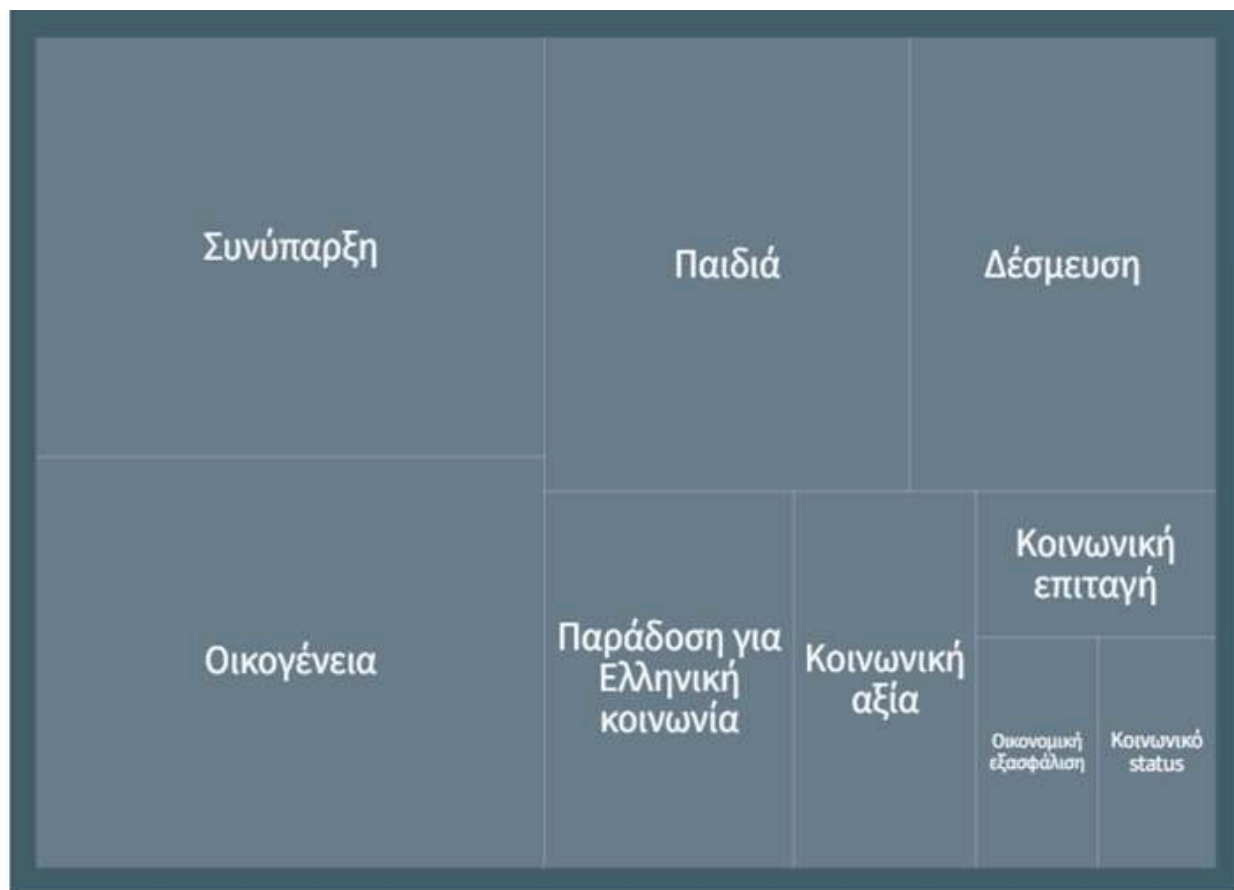 Συνύπαρξη
Παιδιά
Δέσμευση
Οικογένεια
Παράδοση για
Ελληνική
κοινωνία
Κοινωνική
αξία
Κοινωνική
επιταγή
Οικονομική
εξασφάλιση
Κοινωνικό
status